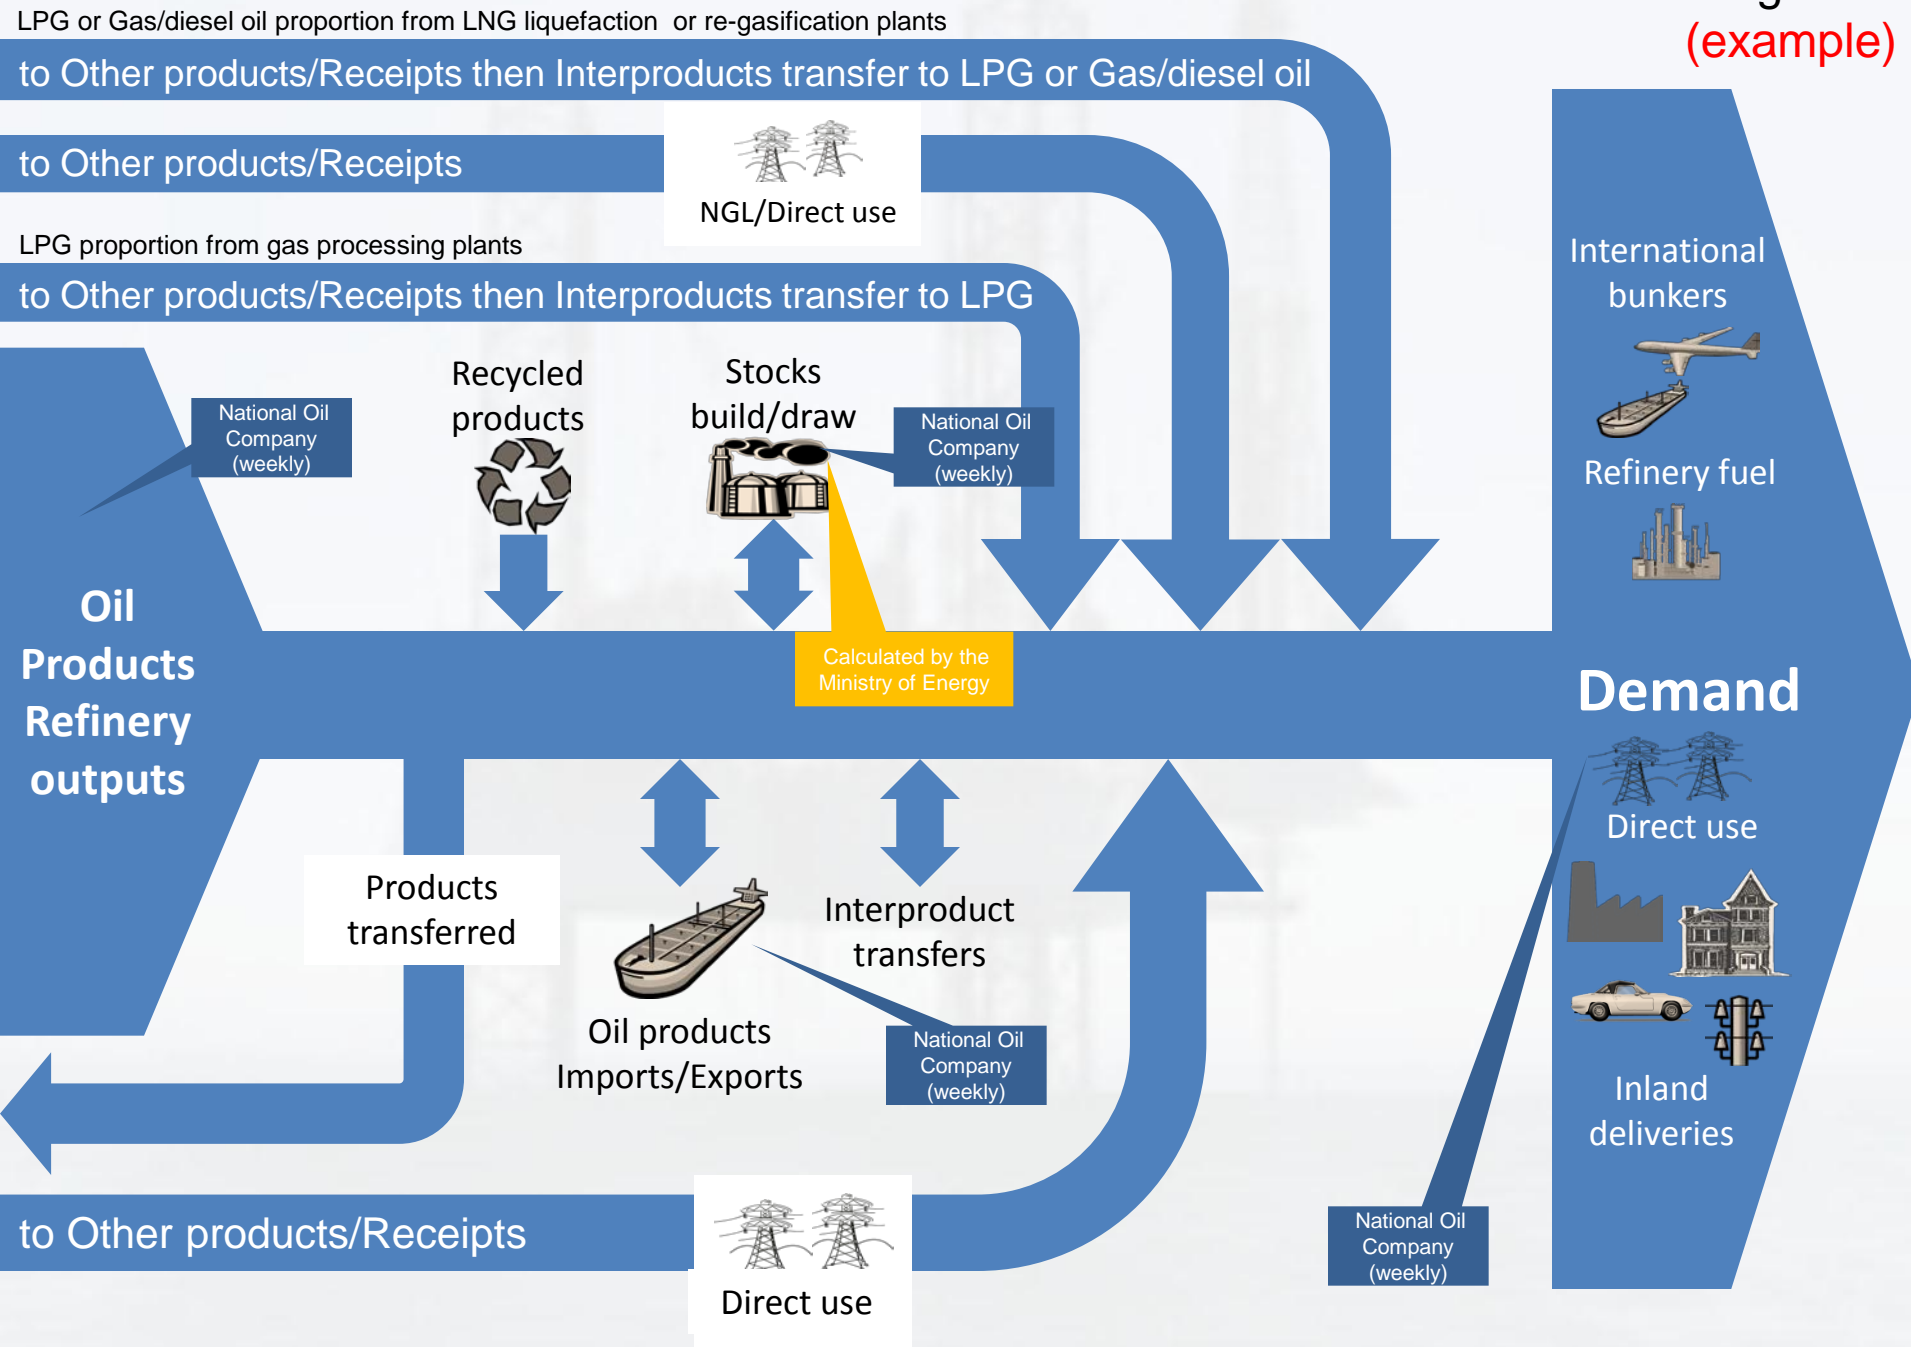 LPG or Gas/diesel oil proportion from LNG liquefaction or re-gasification plants
(example)
to Other products/Receipts then Interproducts transfer to LPG or Gas/diesel oil
to Other products/Receipts
NGL/Direct use
LPG proportion from gas processing plants
to Other products/Receipts then Interproducts transfer to LPG
International
bunkers
Recycled
products
Stocks
build/draw
National Oil
Company
(weekly)
National Oil
Company
(weekly)
Refinery fuel
Oil
Products
Refinery
outputs
Calculated by the
Ministry of Energy
Demand
Direct use
Products
transferred
Interproduct
transfers
Oil products
Imports/Exports
National Oil
Company
(weekly)
Inland
deliveries
to Other products/Receipts
Direct use
National Oil
Company
(weekly)